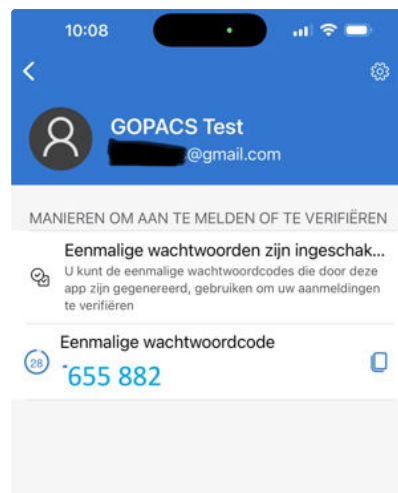 10:08
GOPACS Test
@gmail.com
MANIEREN OM AAN TE MELDEN OF TE VERIFIËREN
Eenmalige wachtwoorden zijn ingeschak...
U kunt de eenmalige wachtwoordcodes die door deze
app zijn gegenereerd, gebruiken om uw aanmeldingen
te verifiëren
Eenmalige wachtwoordcode
28
655 882